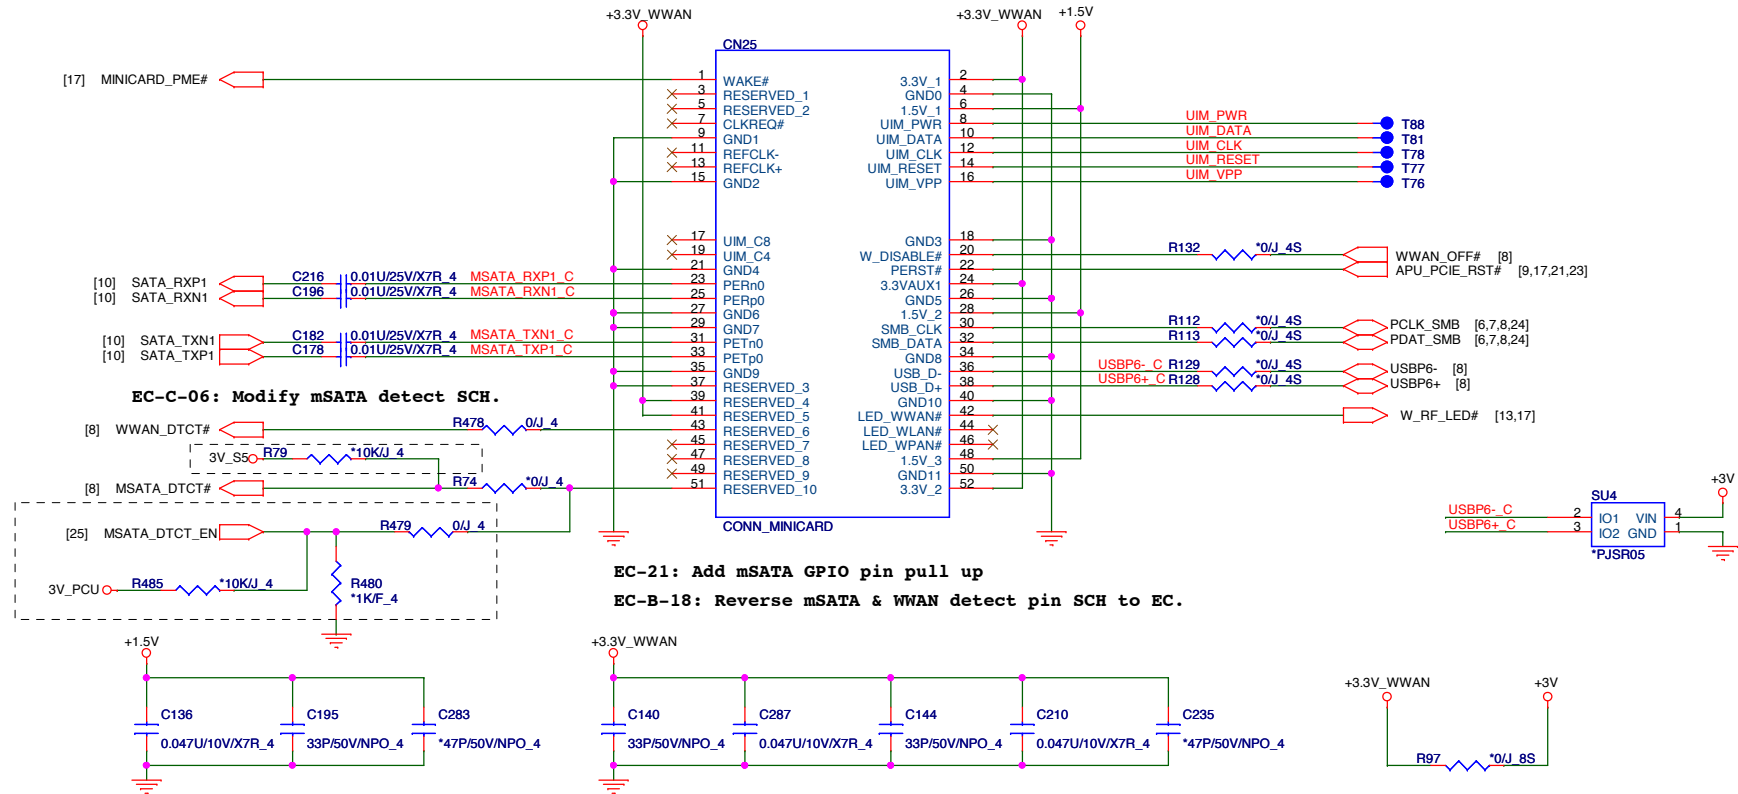 +3.3V_WWAN
+3.3V_WWAN
+1.5V
CN25
[17] MINICARD_PME#
1 WAKE#
3 RESERVED_1
5 RESERVED_2
7 CLKREQ#
9 GND1
11 REFCLK-
13 REFCLK+
15 GND2
3.3V_1 2
GND0 4
1.5V_1 6
UIM_PWR 8 UIM_PWR T88
UIM_DATA 10 UIM_DATA T81
UIM_CLK 12 UIM_CLK T78
UIM_RESET 14 UIM_RESET T77
UIM_VPP 16 UIM_VPP T76
17 UIM_C8
19 UIM_C4
21 GND4
[10] SATA_RXP1 C216 0.01U/25V/X7R_4 MSATA_RXP1_C 23 PERn0
[10] SATA_RXN1 C196 0.01U/25V/X7R_4 MSATA_RXN1_C 25 PERp0
27 GND6
29 GND7
[10] SATA_TXN1 C182 0.01U/25V/X7R_4 MSATA_TXN1_C 31 PETn0
[10] SATA_TXP1 C178 0.01U/25V/X7R_4 MSATA_TXP1_C 33 PETp0
35 GND9
37 RESERVED_3
39 RESERVED_4
41 RESERVED_5
43 RESERVED_6
45 RESERVED_7
47 RESERVED_8
49 RESERVED_9
51 RESERVED_10
GND3 18
W_DISABLE# 20 R132 *0/J_4S WWAN_OFF# [8]
PERST# 22 APU_PCIE_RST# [9,17,21,23]
3.3VAUX1 24
GND5 26
1.5V_2 28
SMB_CLK 30 R112 *0/J_4S PCLK_SMB [6,7,8,24]
SMB_DATA 32 R113 *0/J_4S PDAT_SMB [6,7,8,24]
GND8 34
USB_D- 36 USBP6-_C R129 *0/J_4S USBP6- [8]
USB_D+ 38 USBP6+_C R128 *0/J_4S USBP6+ [8]
GND10 40
LED_WWAN# 42 W_RF_LED# [13,17]
LED_WLAN# 44
LED_WPAN# 46
1.5V_3 48
GND11 50
3.3V_2 52
CONN_MINICARD
EC-C-06: Modify mSATA detect SCH.
[8] WWAN_DTCT# R478 0/J_4
3V_S5 R79 *10K/J_4
[8] MSATA_DTCT# R74 *0/J_4
[25] MSATA_DTCT_EN R479 0/J_4
3V_PCU R485 *10K/J_4
R480
*1K/F_4
+3V
SU4
USBP6-_C 2 IO1 VIN 4
USBP6+_C 3 IO2 GND 1
*PJSR05
EC-21: Add mSATA GPIO pin pull up
EC-B-18: Reverse mSATA & WWAN detect pin SCH to EC.
+1.5V
C136 C195 C283
0.047U/10V/X7R_4 33P/50V/NPO_4 *47P/50V/NPO_4
+3.3V_WWAN
C140 C287 C144 C210 C235
33P/50V/NPO_4 0.047U/10V/X7R_4 33P/50V/NPO_4 0.047U/10V/X7R_4 *47P/50V/NPO_4
+3.3V_WWAN +3V
R97 *0/J_8S